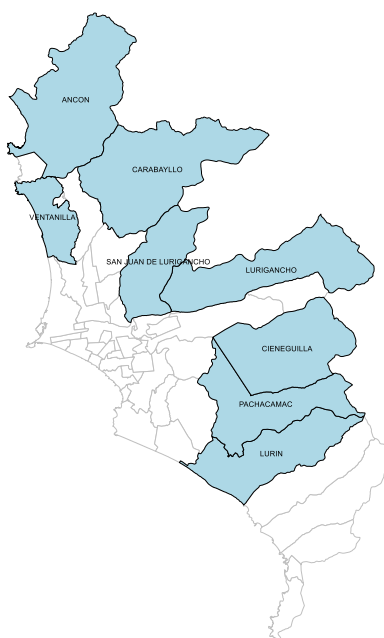 ANCON
CARABAYLLO
VENTANILLA
SAN JUAN DE LURIGANCHO
LURIGANCHO
CIENEGUILLA
PACHACAMAC
LURIN